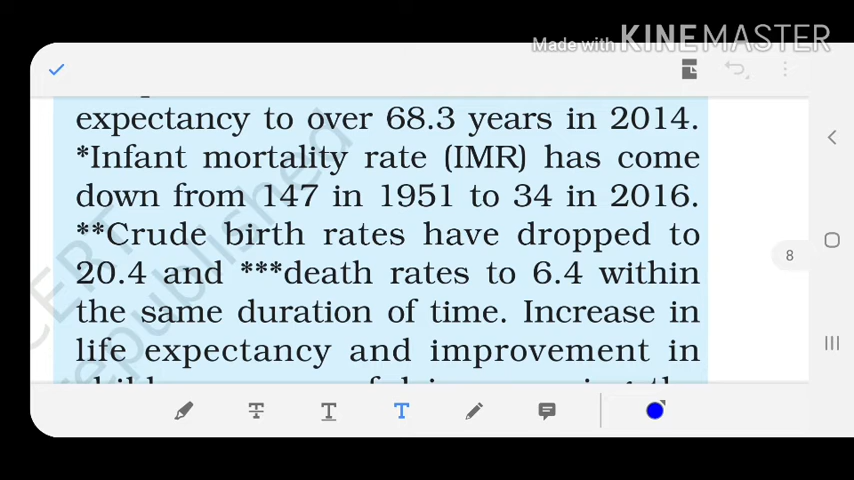 Made with KINEMASTER
expectancy to over 68.3 years in 2014.
*Infant mortality rate (IMR) has come
down from 147 in 1951 to 34 in 2016.
**Crude birth rates have dropped to
20.4 and ***death rates to 6.4 within
the same duration of time. Increase in
life expectancy and improvement in
8